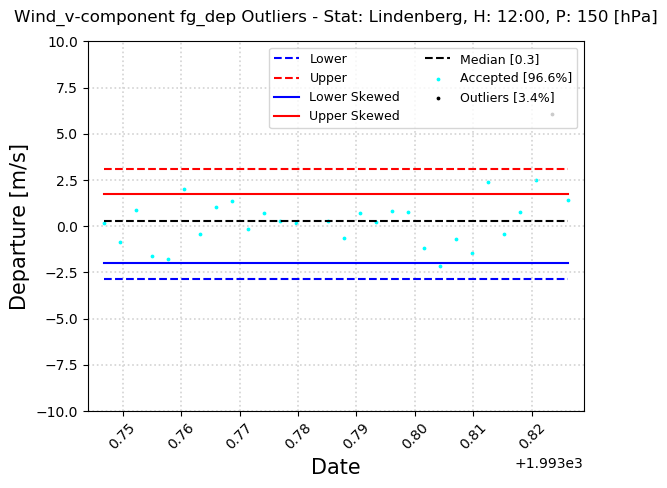 Wind_v-component fg_dep Outliers - Stat: Lindenberg, H: 12:00, P: 150 [hPa]
10.0
7.5
5.0
2.5
0.0
−2.5
−5.0
−7.5
−10.0
Departure [m/s]
Lower
Upper
Lower Skewed
Upper Skewed
Median [0.3]
Accepted [96.6%]
Outliers [3.4%]
0.75
0.76
0.77
0.78
0.79
0.80
0.81
0.82
+1.993e3
Date